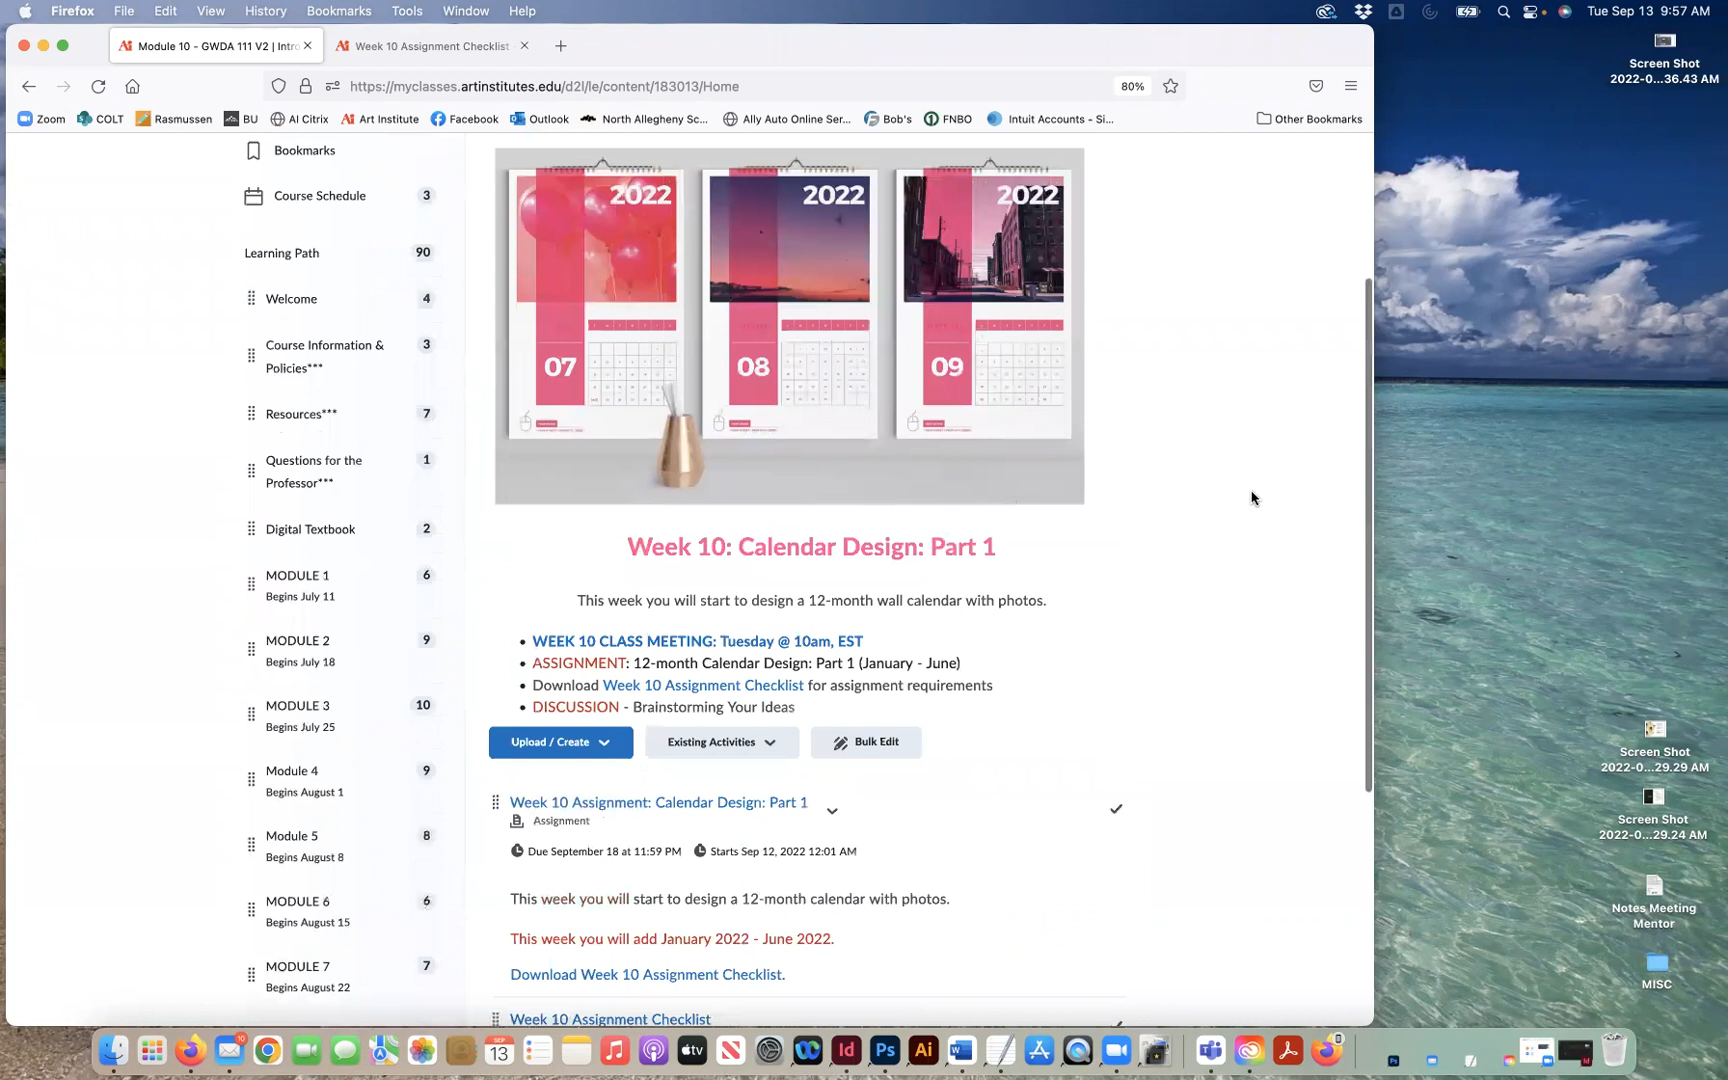 Firefox File Edit View History Bookmarks Tools Window Help
Tue Sep 13 9:57 AM
Module 10 - GWDA 111 V2 | Intro
Week 10 Assignment Checklist
https://myclasses.artinstitutes.edu/d2l/le/content/183013/Home
80%
Zoom COLT Rasmussen BU AI Citrix Art Institute Facebook Outlook North Allegheny Sc... Ally Auto Online Ser... Bob's FNBO Intuit Accounts - Si... Other Bookmarks
Bookmarks
Course Schedule 3
Learning Path 90
Welcome 4
Course Information & 3
Policies***
Resources*** 7
Questions for the 1
Professor***
Digital Textbook 2
MODULE 1 6
Begins July 11
MODULE 2 9
Begins July 18
MODULE 3 10
Begins July 25
Module 4 9
Begins August 1
Module 5 8
Begins August 8
MODULE 6 6
Begins August 15
MODULE 7 7
Begins August 22
2022 2022 2022
07 08 09
Week 10: Calendar Design: Part 1
This week you will start to design a 12-month wall calendar with photos.
• WEEK 10 CLASS MEETING: Tuesday @ 10am, EST
• ASSIGNMENT: 12-month Calendar Design: Part 1 (January - June)
• Download Week 10 Assignment Checklist for assignment requirements
• DISCUSSION - Brainstorming Your Ideas
Upload / Create
Existing Activities
Bulk Edit
Week 10 Assignment: Calendar Design: Part 1
Assignment
Due September 18 at 11:59 PM Starts Sep 12, 2022 12:01 AM
This week you will start to design a 12-month calendar with photos.
This week you will add January 2022 - June 2022.
Download Week 10 Assignment Checklist.
Week 10 Assignment Checklist
Screen Shot
2022-0...36.43 AM
Screen Shot
2022-0...29.29 AM
Screen Shot
2022-0...29.24 AM
Notes Meeting
Mentor
MISC
10
SEP
13
tv
Id
Ps
Ai
W